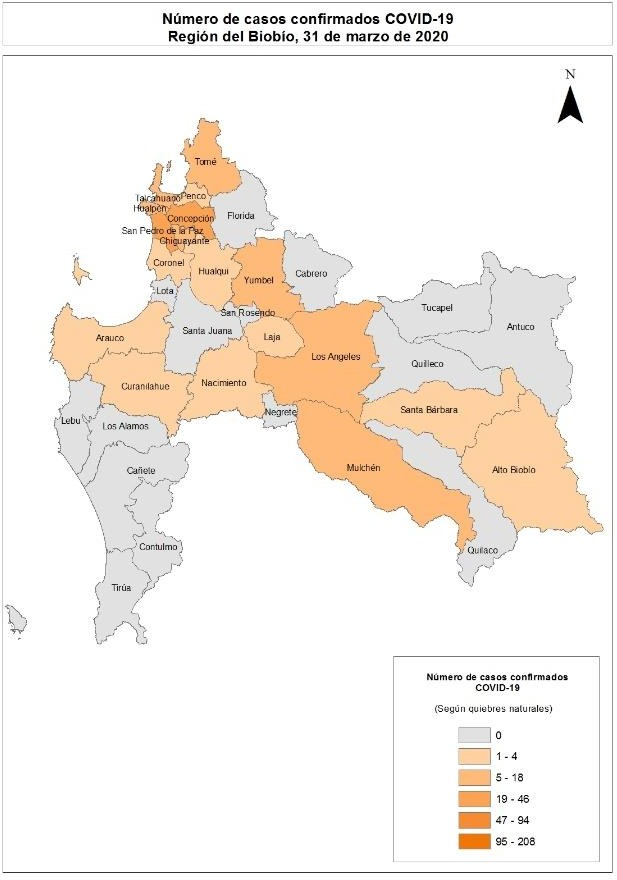 Número de casos confirmados COVID-19
Región del Biobío, 31 de marzo de 2020
N
Tomé
Talcahuano
Penco
Hualpén
Concepción
Florida
San Pedro de la Paz
Chiguayante
Coronel
Hualqui
Yumbel
Cabrero
Lota
San Rosendo
Tucapel
Antuco
Arauco
Santa Juana
Laja
Los Angeles
Quilleco
Curanilahue
Nacimiento
Negrete
Santa Bárbara
Lebu
Los Alamos
Cañete
Mulchén
Alto Biobío
Contulmo
Quilaco
Tirúa
Número de casos confirmados
COVID-19
(Según quiebres naturales)
0
1 - 4
5 - 18
19 - 46
47 - 94
95 - 208